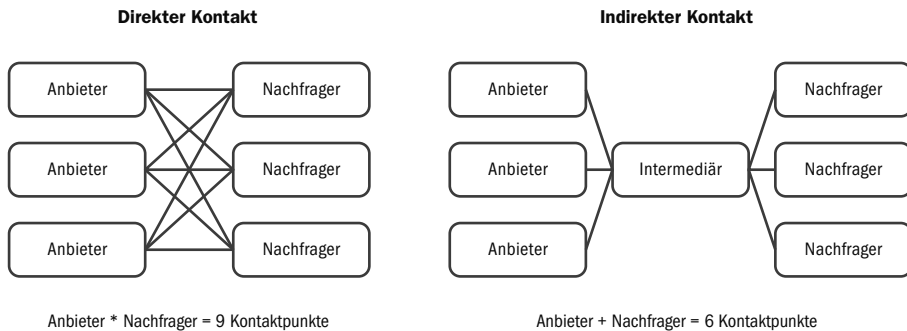 Direkter Kontakt
Anbieter
Nachfrager
Anbieter
Nachfrager
Anbieter
Nachfrager
Anbieter * Nachfrager = 9 Kontaktpunkte
Indirekter Kontakt
Anbieter
Nachfrager
Anbieter
Intermediär
Nachfrager
Anbieter
Nachfrager
Anbieter + Nachfrager = 6 Kontaktpunkte